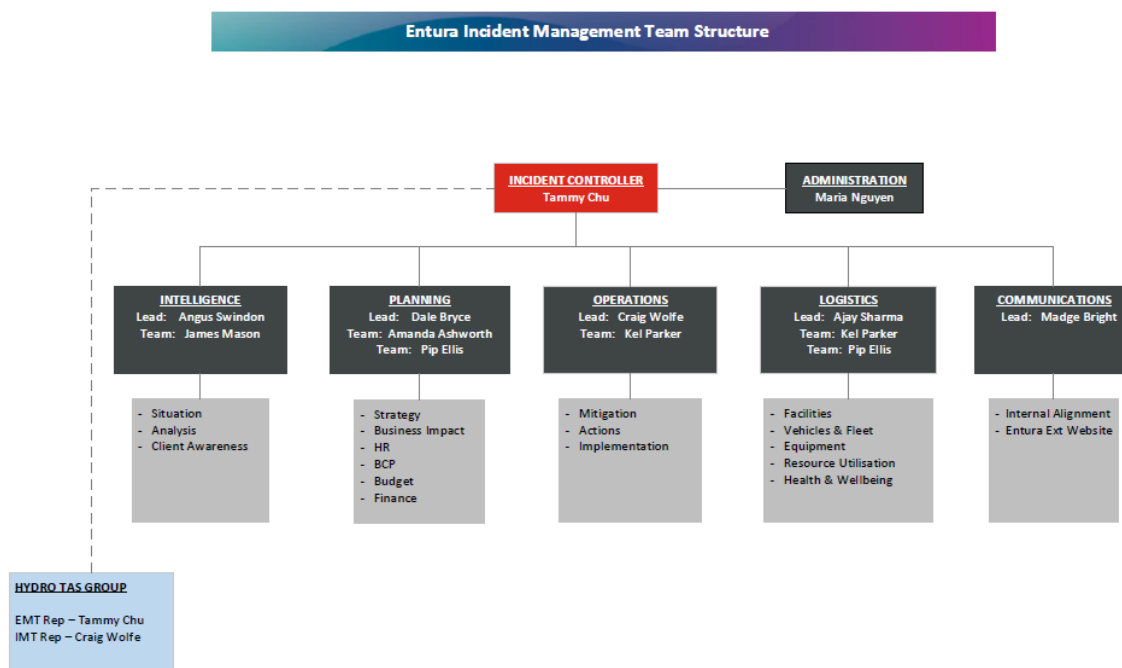 Entura Incident Management Team Structure
INCIDENT CONTROLLER
Tammy Chu
ADMINISTRATION
Maria Nguyen
INTELLIGENCE
Lead: Angus Swindon
Team: James Mason
PLANNING
Lead: Dale Bryce
Team: Amanda Ashworth
Team: Pip Ellis
OPERATIONS
Lead: Craig Wolfe
Team: Kel Parker
LOGISTICS
Lead: Ajay Sharma
Team: Kel Parker
Team: Pip Ellis
COMMUNICATIONS
Lead: Madge Bright
- Situation
- Analysis
- Client Awareness
- Strategy
- Business Impact
- HR
- BCP
- Budget
- Finance
- Mitigation
- Actions
- Implementation
- Facilities
- Vehicles & Fleet
- Equipment
- Resource Utilisation
- Health & Wellbeing
- Internal Alignment
- Entura Ext Website
HYDRO TAS GROUP
EMT Rep – Tammy Chu
IMT Rep – Craig Wolfe